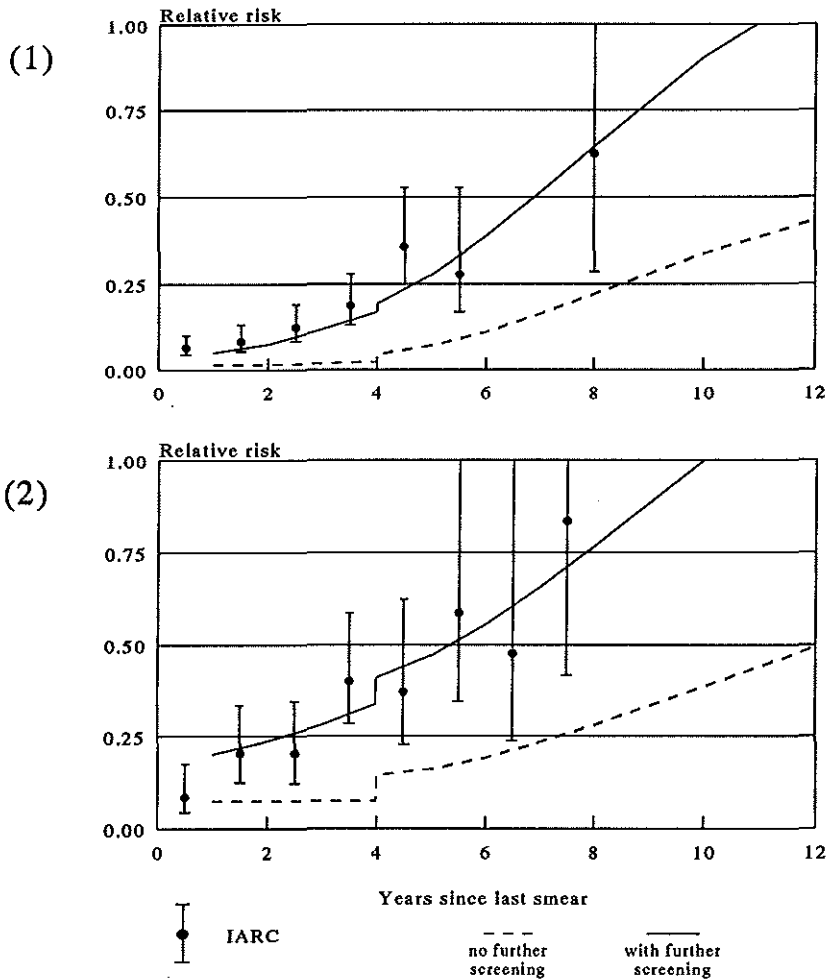 (1)
Relative risk
1.00
0.75
0.50
0.25
0.00
0 2 4 6 8 10 12
(2)
Relative risk
1.00
0.75
0.50
0.25
0.00
0 2 4 6 8 10 12
Years since last smear
IARC
no further
screening
with further
screening